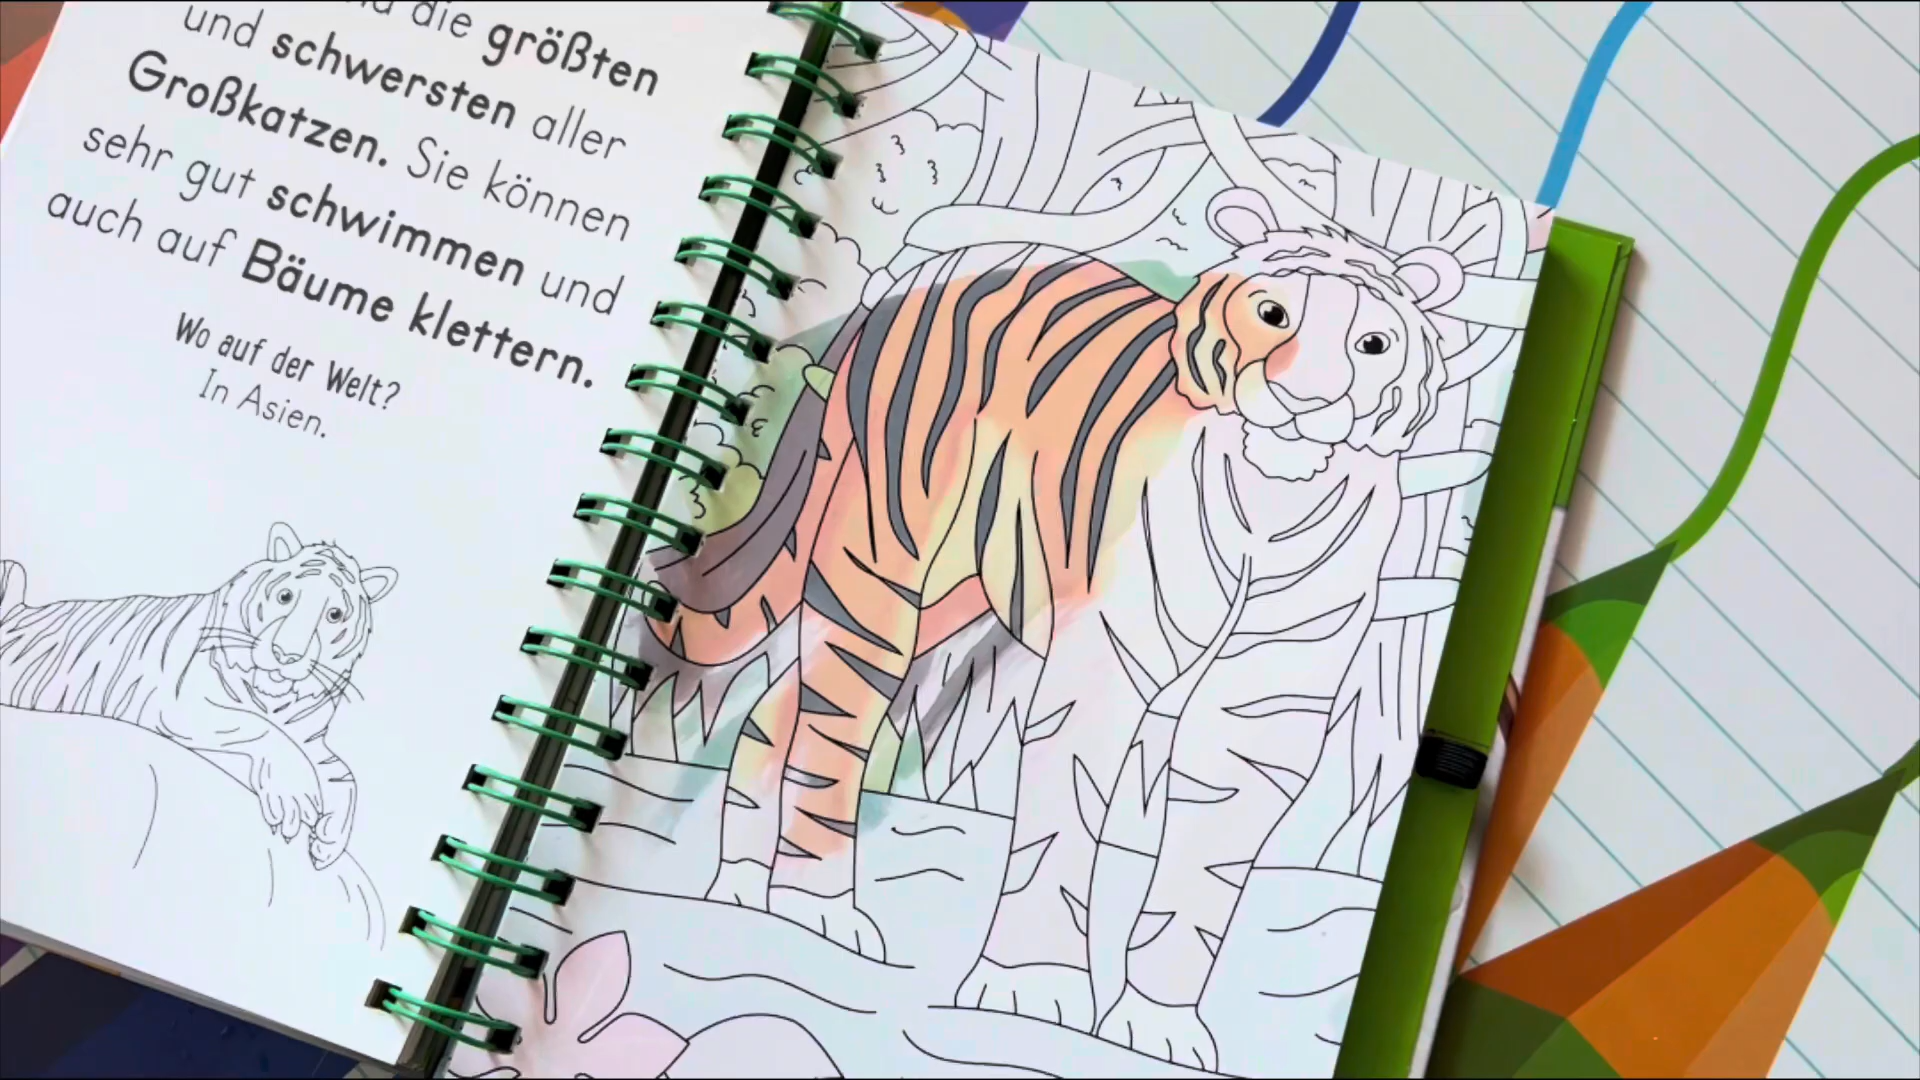 die größten
und schwersten aller
Großkatzen. Sie können
sehr gut schwimmen und
auch auf Bäume klettern.
Wo auf der Welt?
In Asien.